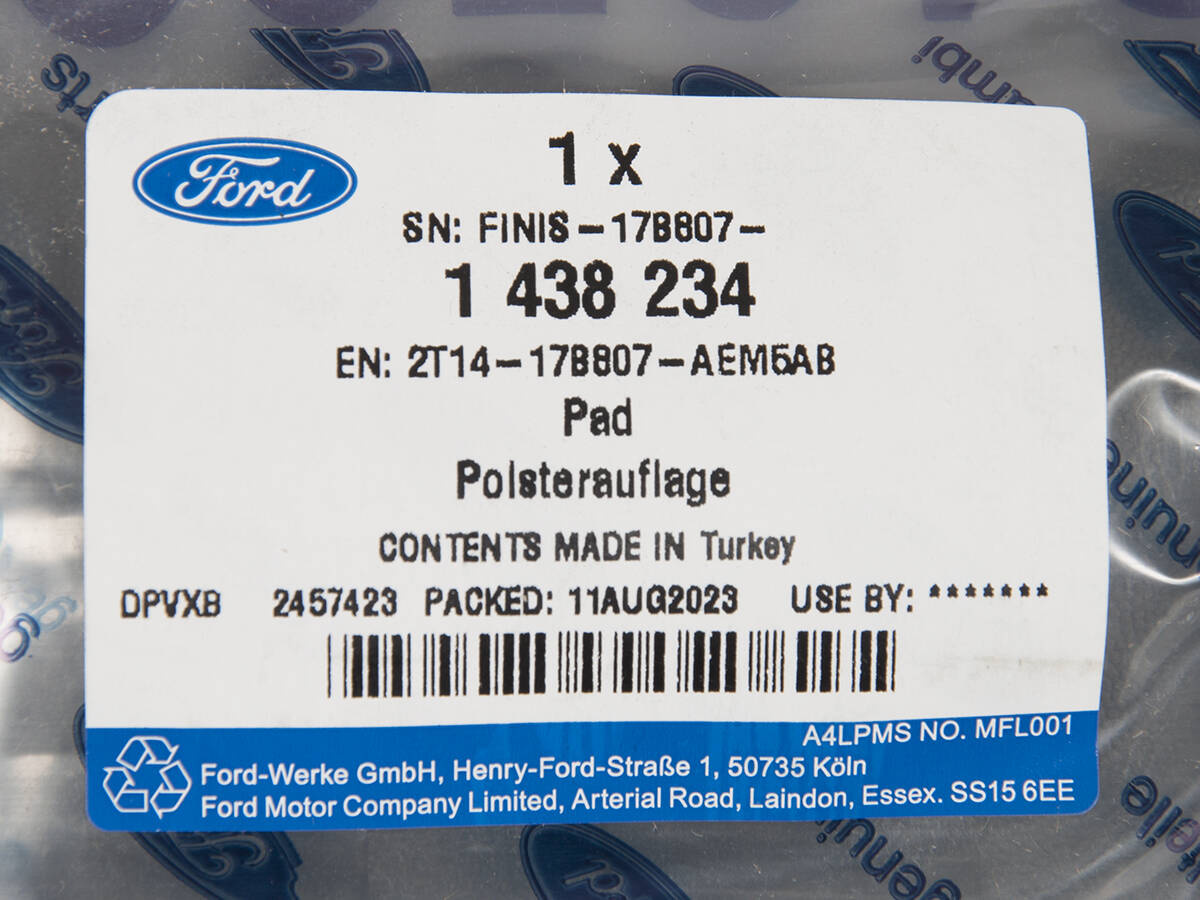 Ford
1 x
SN: FINIS-17B807-
1 438 234
EN: 2T14-17B807-AEM5AB
Pad
Polsterauflage
CONTENTS MADE IN Turkey
DPVXB 2457423 PACKED: 11AUG2023 USE BY: *******
A4LPMS NO. MFL001
Ford-Werke GmbH, Henry-Ford-Straße 1, 50735 Köln
Ford Motor Company Limited, Arterial Road, Laindon, Essex. SS15 6EE